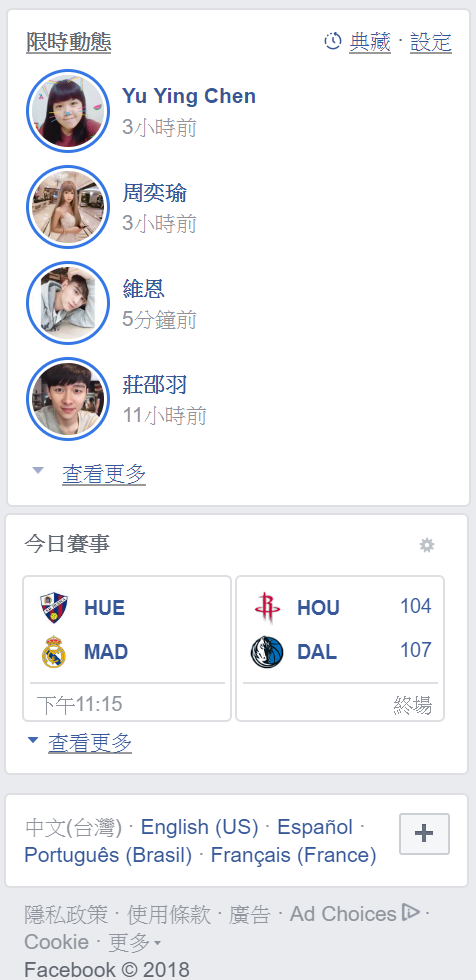 限時動態 典藏 · 設定
Yu Ying Chen
3小時前
周奕瑜
3小時前
維恩
5分鐘前
莊邵羽
11小時前
查看更多
今日賽事
HUE
MAD
下午11:15
HOU 104
DAL 107
終場
查看更多
中文(台灣) · English (US) · Español ·
Português (Brasil) · Français (France)
隱私政策 · 使用條款 · 廣告 · Ad Choices ·
Cookie · 更多
Facebook © 2018